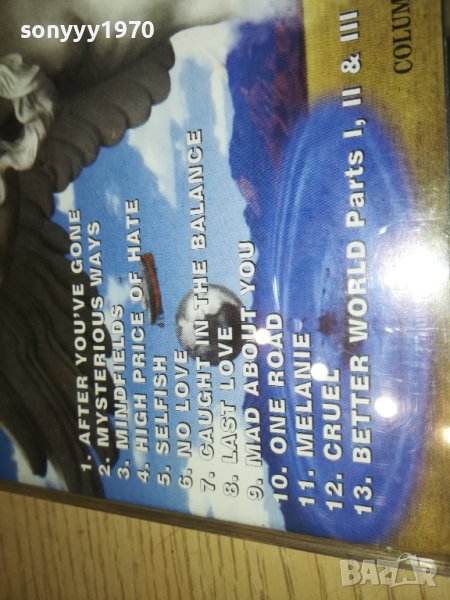 sonyyy1970
COLUM
1. AFTER YOU'VE GONE
2. MYSTERIOUS WAYS
3. MINDFIELDS
4. HIGH PRICE OF HATE
5. SELFISH
6. NO LOVE
7. CAUGHT IN THE BALANCE
8. LAST LOVE
9. MAD ABOUT YOU
10. ONE ROAD
11. MELANIE
12. CRUEL
13. BETTER WORLD Parts I, II & III
BAZAR